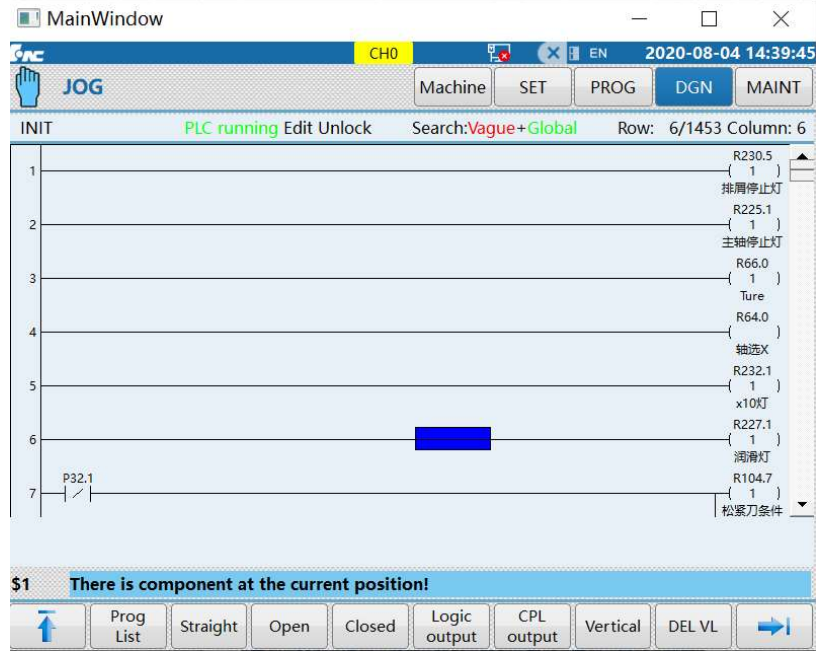 MainWindow
CH0 EN 2020-08-04 14:39:45
JOG Machine SET PROG DGN MAINT
INIT PLC running Edit Unlock Search:Vague+Global Row: 6/1453 Column: 6
R230.5
1 ( 1 )
排屑停止灯
R225.1
2 ( 1 )
主轴停止灯
R66.0
3 ( 1 )
Ture
R64.0
4 ( )
轴选X
R232.1
5 ( 1 )
x10灯
R227.1
6 ( 1 )
润滑灯
P32.1 R104.7
7 ( 1 )
松紧刀条件
$1 There is component at the current position!
Prog List Straight Open Closed Logic output CPL output Vertical DEL VL